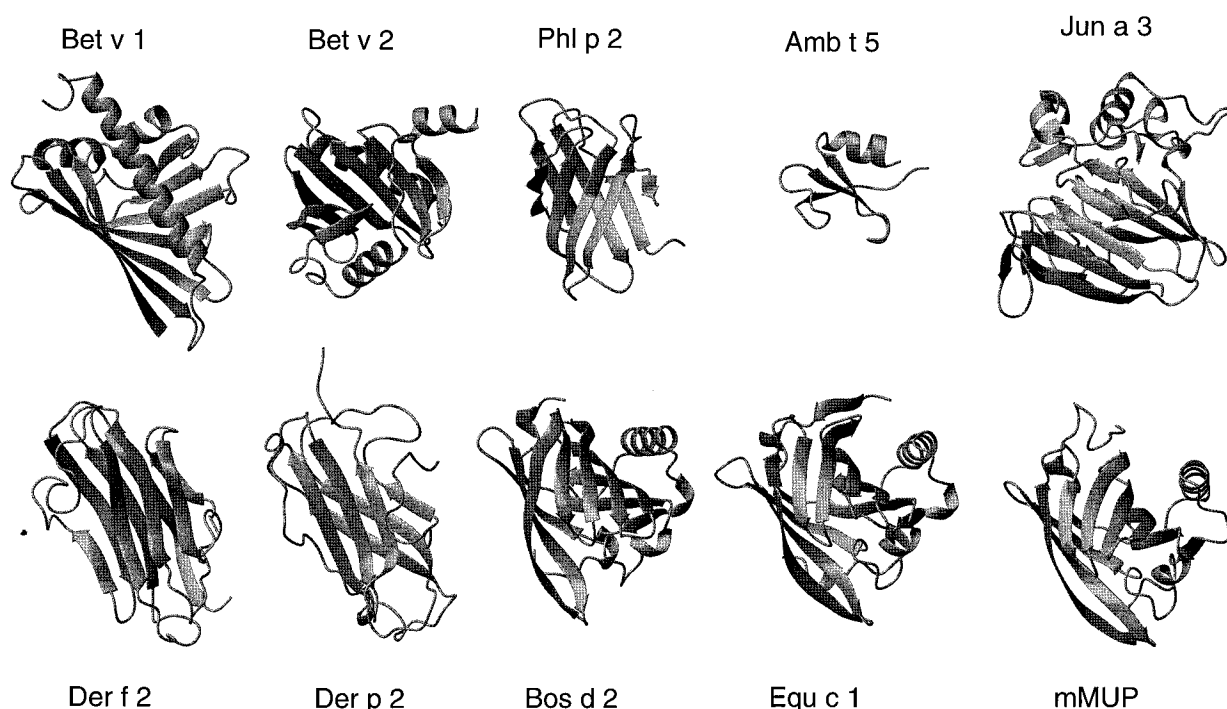 Bet v 1
Bet v 2
Phl p 2
Amb t 5
Jun a 3
Der f 2
Der p 2
Bos d 2
Equ c 1
mMUP